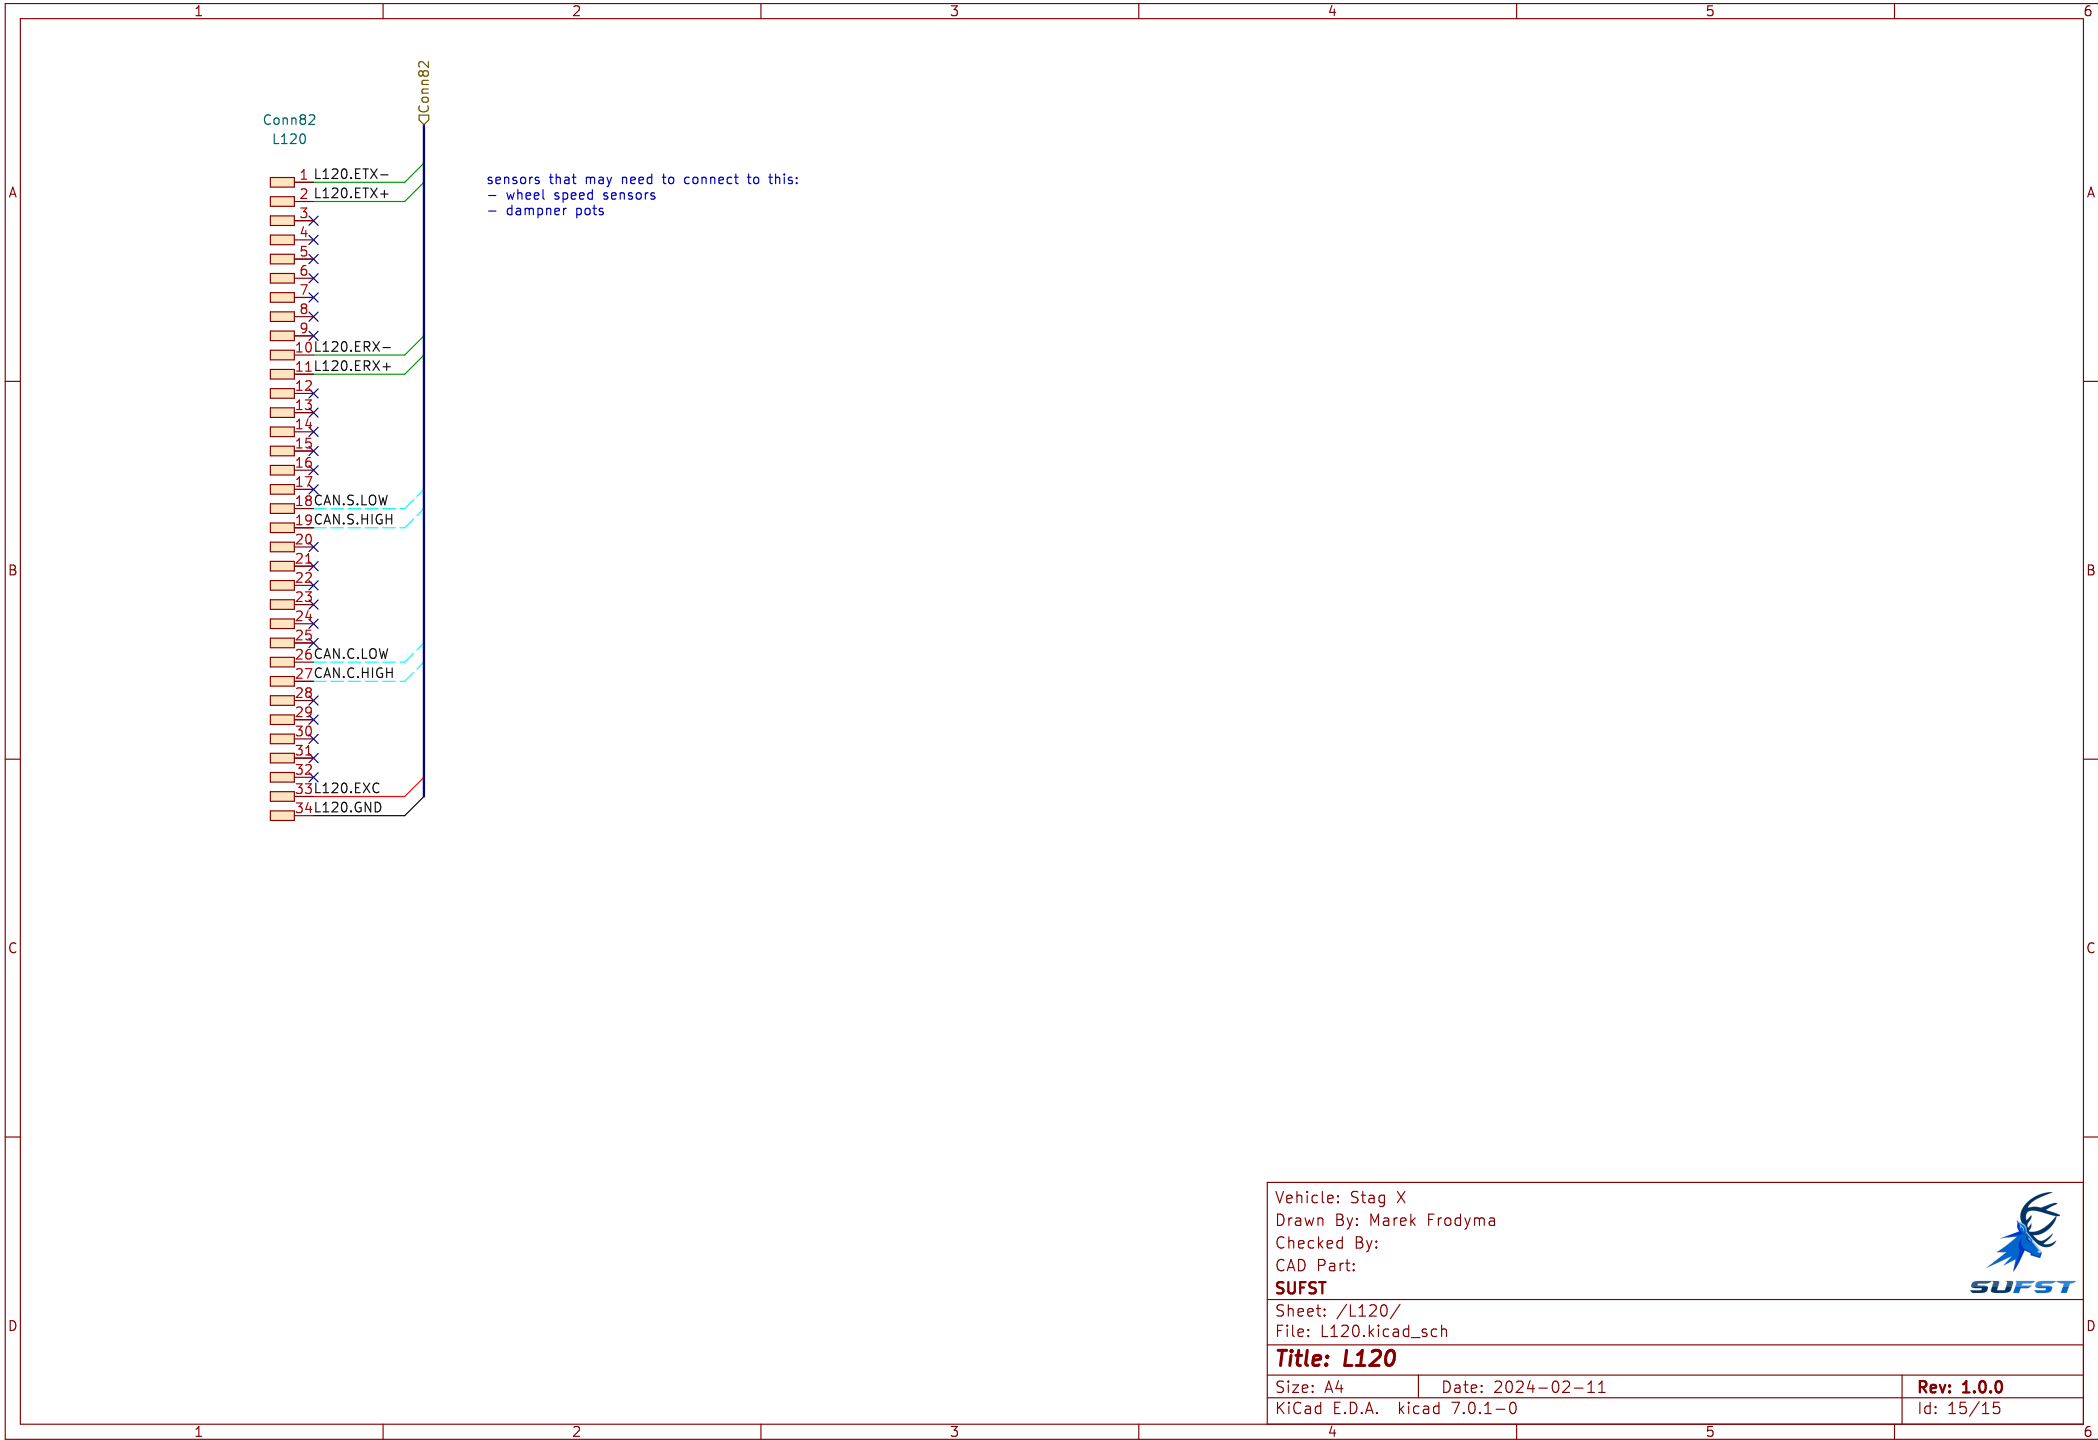 1 2 3 4 5 6
Conn82
Conn82
L120
1 L120.ETX-
2 L120.ETX+
3
4
5
6
7
8
9
10 L120.ERX-
11 L120.ERX+
12
13
14
15
16
17
18 CAN.S.LOW
19 CAN.S.HIGH
20
21
22
23
24
25
26 CAN.C.LOW
27 CAN.C.HIGH
28
29
30
31
32
33 L120.EXC
34 L120.GND
sensors that may need to connect to this:
- wheel speed sensors
- dampner pots
A A
B B
C C
D D
Vehicle: Stag X
Drawn By: Marek Frodyma
Checked By:
CAD Part:
SUFST
SUFST
Sheet: /L120/
File: L120.kicad_sch
Title: L120
Size: A4 Date: 2024-02-11 Rev: 1.0.0
KiCad E.D.A. kicad 7.0.1-0 Id: 15/15
1 2 3 4 5 6